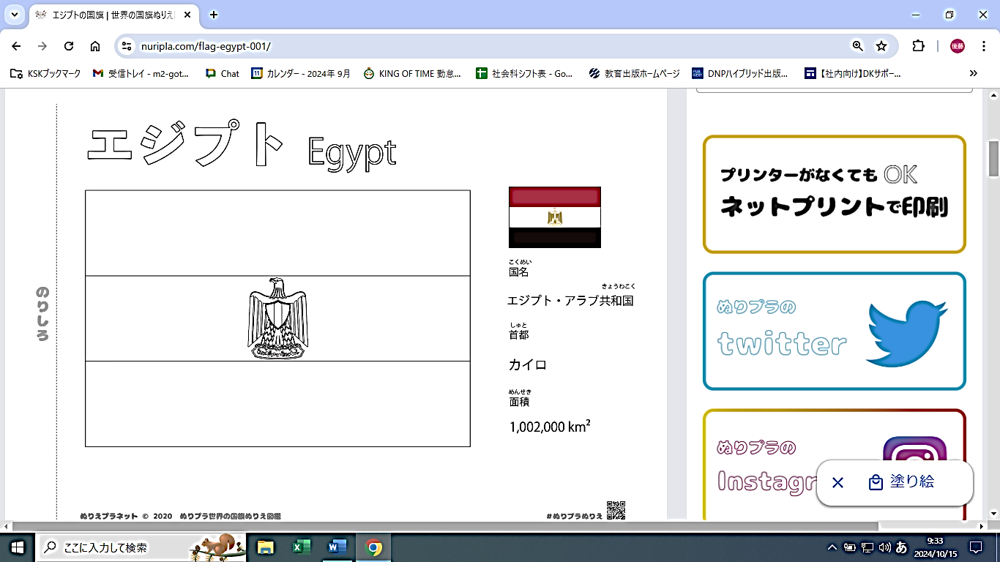 エジプトの国旗 | 世界の国旗ぬりえ
nuripla.com/flag-egypt-001/
後藤
KSKブックマーク
受信トレイ - m2-got...
Chat
カレンダー - 2024年 9月
KING OF TIME 勤怠...
社会科シフト表 - Go...
教育出版ホームページ
DNPハイブリッド出版...
【社内向け】DKサポー...
エジプト Egypt
のりしろ
こくめい
国名
きょうわこく
エジプト・アラブ共和国
しゅと
首都
カイロ
めんせき
面積
1,002,000 km²
ぬりえプラネット © 2020 ぬりプラ世界の国旗ぬりえ図鑑
#ぬりプラぬりえ
プリンターがなくても OK
ネットプリントで印刷
ぬりプラの
twitter
ぬりプラの
Instagr
塗り絵
ここに入力して検索
あ
9:33
2024/10/15